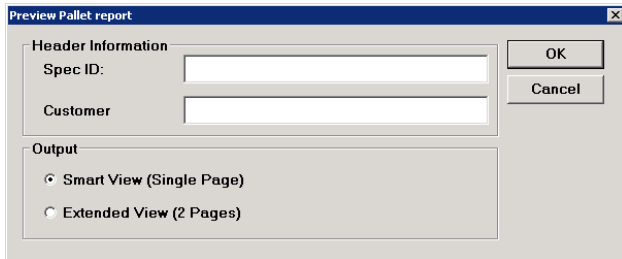 Preview Pallet report
Header Information
Spec ID:
OK
Customer
Cancel
Output
Smart View (Single Page)
Extended View (2 Pages)